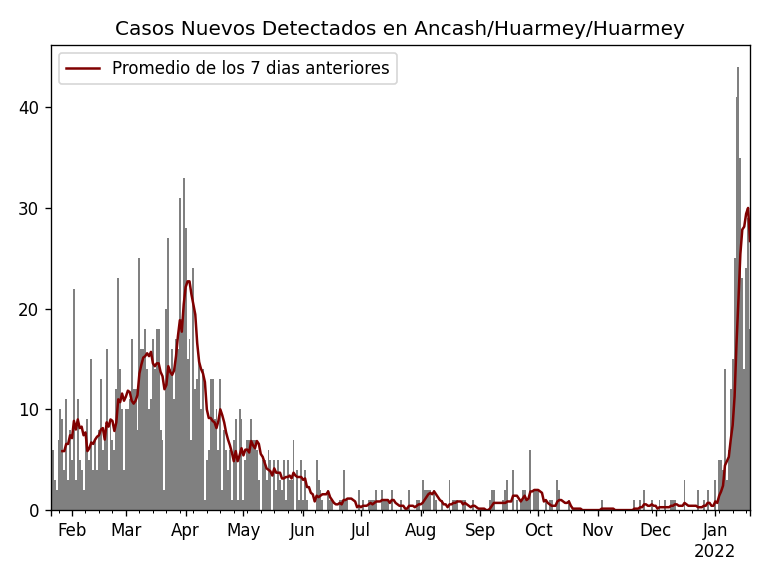 Casos Nuevos Detectados en Ancash/Huarmey/Huarmey
Promedio de los 7 dias anteriores
40
30
20
10
0
Feb Mar Apr May Jun Jul Aug Sep Oct Nov Dec Jan
2022